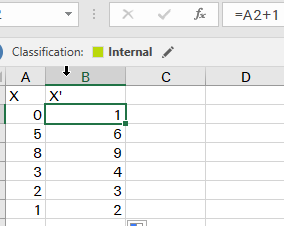 =A2+1
Classification: Internal
A B C D
X X'
0 1
5 6
8 9
3 4
2 3
1 2